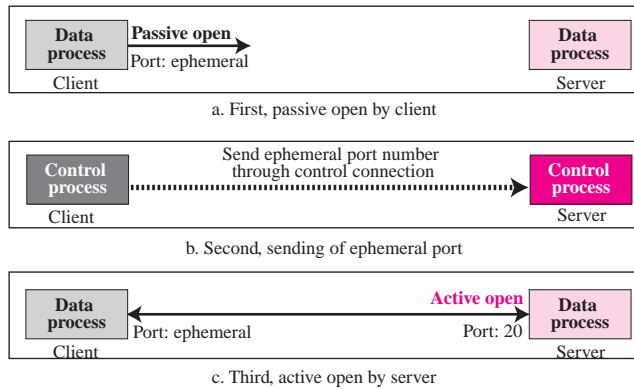 Data process
Passive open
Port: ephemeral
Client
Data process
Server
a. First, passive open by client
Control process
Client
Send ephemeral port number
through control connection
Control process
Server
b. Second, sending of ephemeral port
Data process
Client
Port: ephemeral
Active open
Port: 20
Data process
Server
c. Third, active open by server